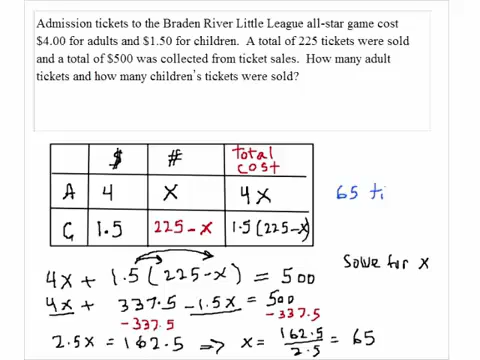 Admission tickets to the Braden River Little League all-star game cost
$4.00 for adults and $1.50 for children. A total of 225 tickets were sold
and a total of $500 was collected from ticket sales. How many adult
tickets and how many children's tickets were sold?
$ # total cost
A 4 x 4x
C 1.5 225-x 1.5(225-x)
65 ti
4x + 1.5(225-x) = 500
solve for x
4x + 337.5 - 1.5x = 500
-337.5 -337.5
2.5x = 162.5 => x = 162.5/2.5 = 65